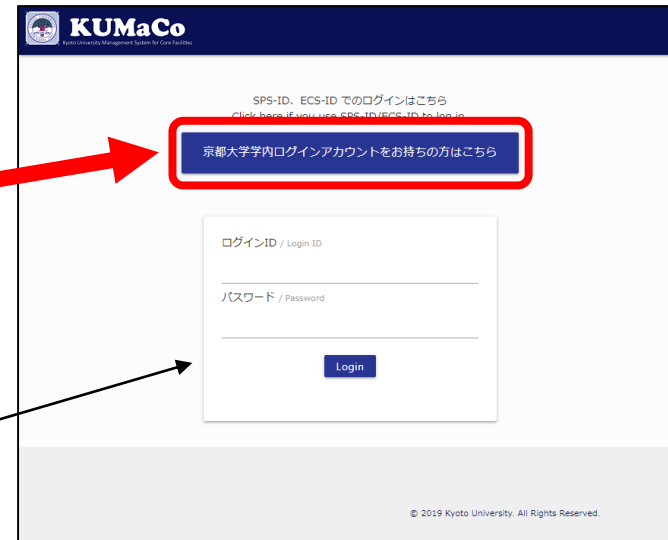 KUMaCo
Kyoto University Management System for Core Facilities
SPS-ID、ECS-ID でのログインはこちら
Click here if you use SPS-ID/ECS-ID to log in
京都大学学内ログインアカウントをお持ちの方はこちら
ログインID / Login ID
パスワード / Password
Login
© 2019 Kyoto University. All Rights Reserved.